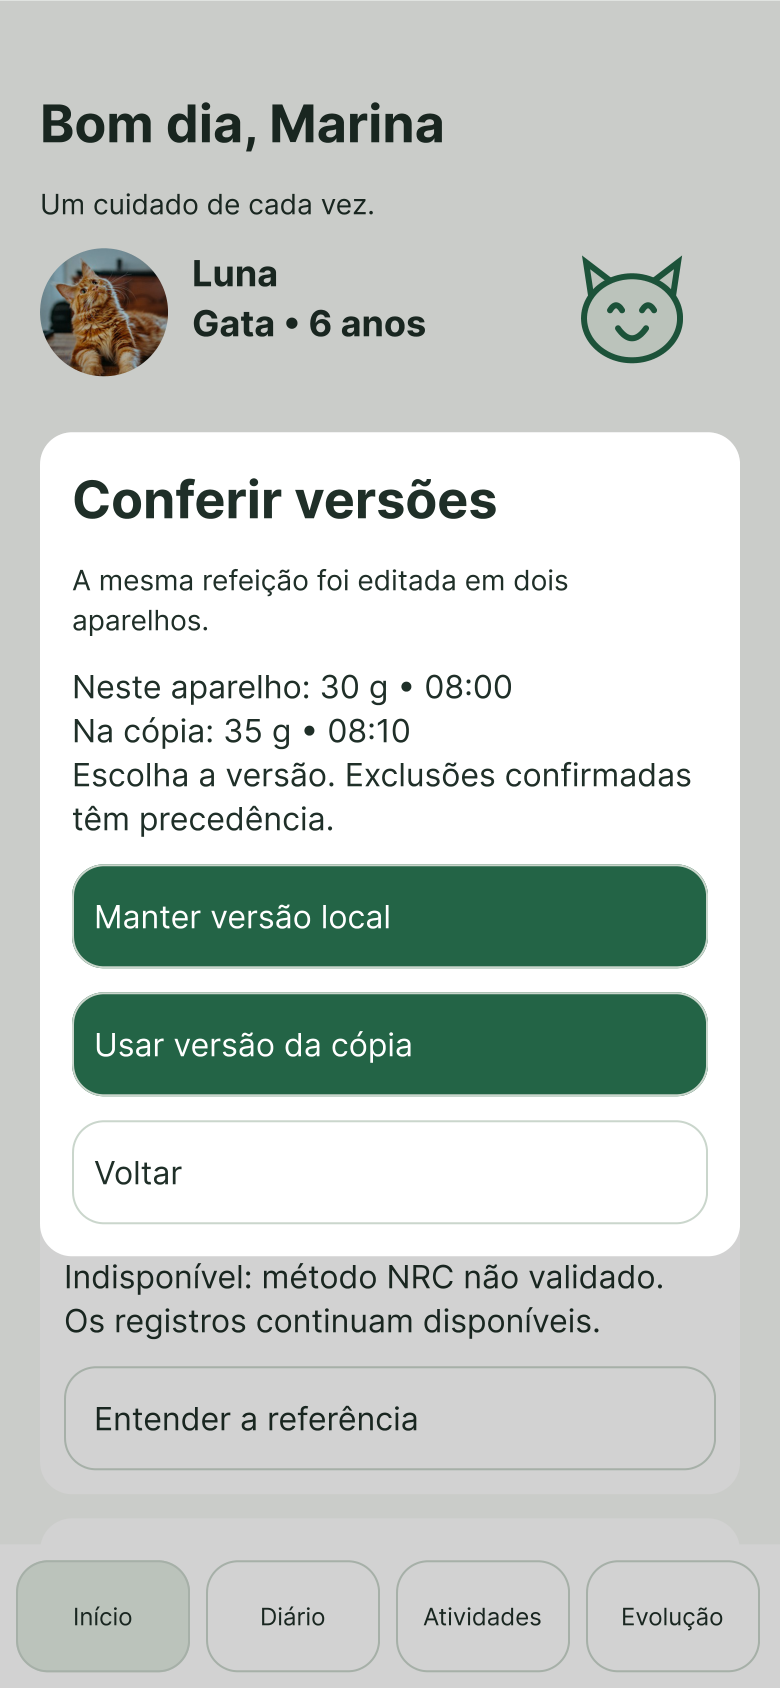 Bom dia, Marina
Um cuidado de cada vez.
Luna
Gata • 6 anos
Conferir versões
A mesma refeição foi editada em dois
aparelhos.
Neste aparelho: 30 g • 08:00
Na cópia: 35 g • 08:10
Escolha a versão. Exclusões confirmadas
têm precedência.
Manter versão local
Usar versão da cópia
Voltar
Indisponível: método NRC não validado.
Os registros continuam disponíveis.
Entender a referência
Início
Diário
Atividades
Evolução